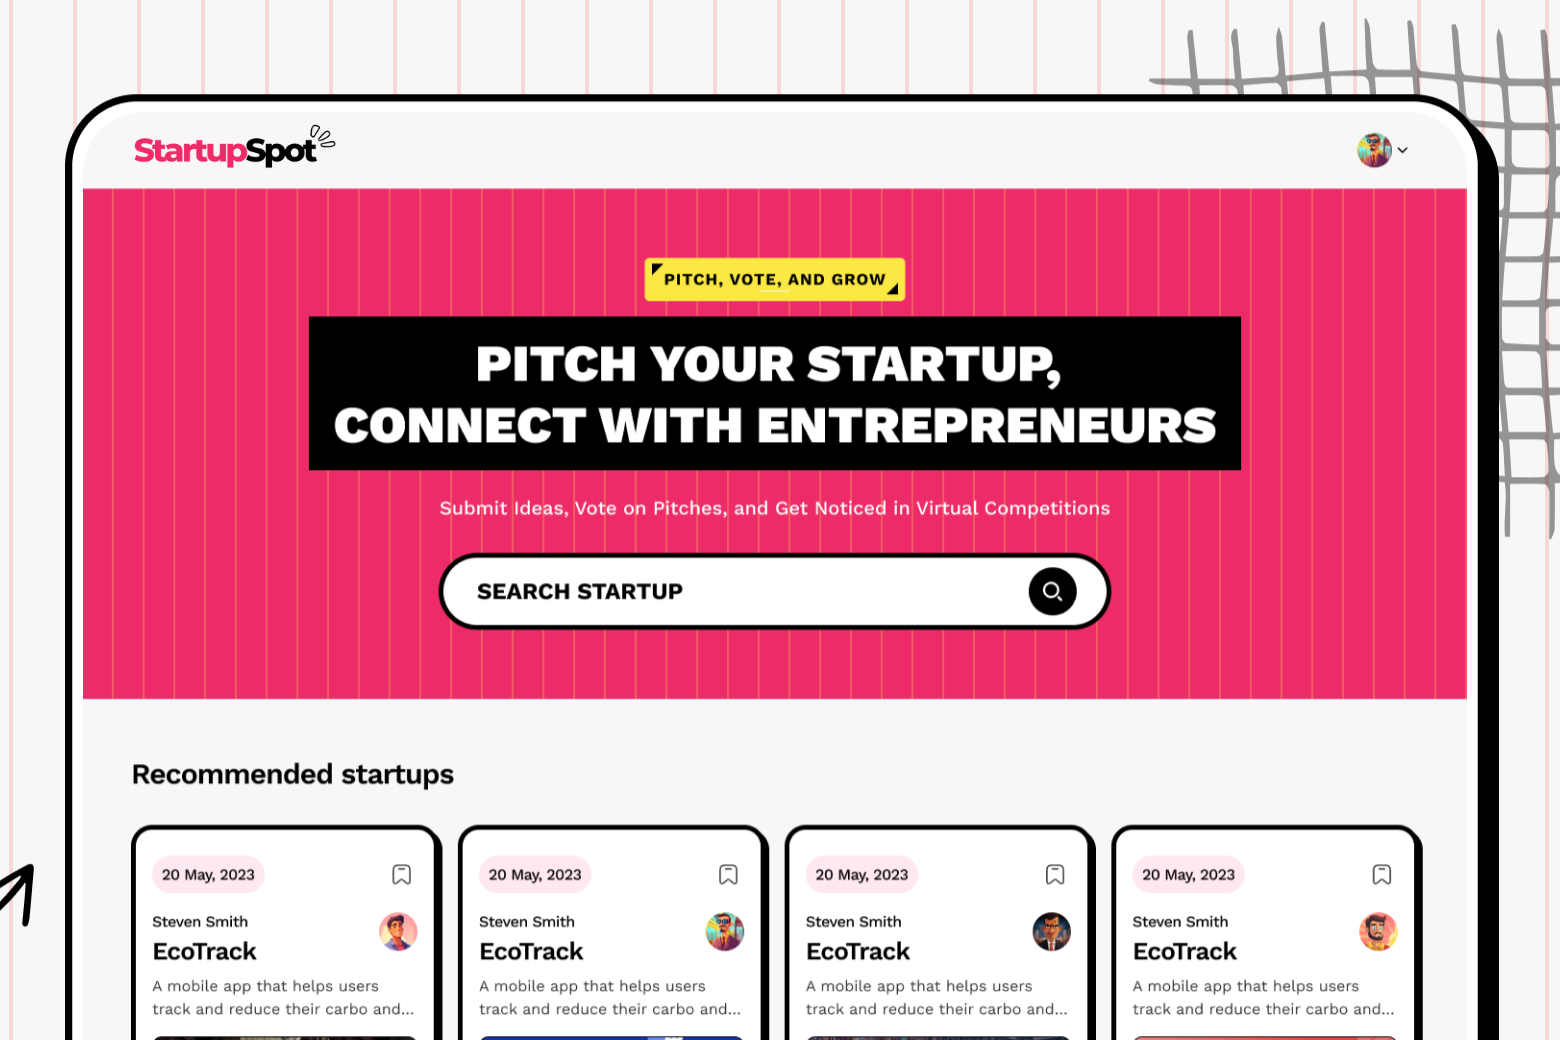 StartupSpot
PITCH, VOTE, AND GROW
PITCH YOUR STARTUP,
CONNECT WITH ENTREPRENEURS
Submit Ideas, Vote on Pitches, and Get Noticed in Virtual Competitions
SEARCH STARTUP
Recommended startups
20 May, 2023
Steven Smith
EcoTrack
A mobile app that helps users
track and reduce their carbo and...
20 May, 2023
Steven Smith
EcoTrack
A mobile app that helps users
track and reduce their carbo and...
20 May, 2023
Steven Smith
EcoTrack
A mobile app that helps users
track and reduce their carbo and...
20 May, 2023
Steven Smith
EcoTrack
A mobile app that helps users
track and reduce their carbo and...